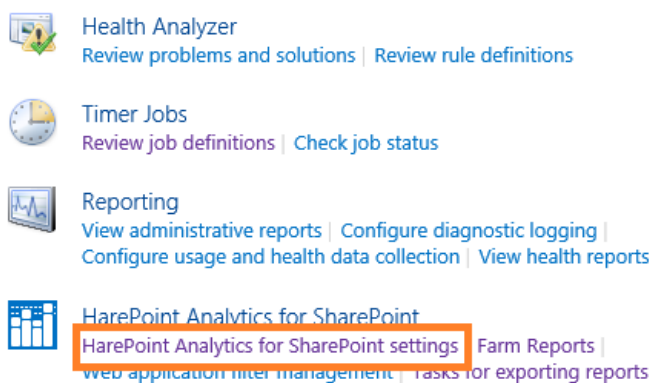 Health Analyzer
Review problems and solutions | Review rule definitions
Timer Jobs
Review job definitions | Check job status
Reporting
View administrative reports | Configure diagnostic logging |
Configure usage and health data collection | View health reports
HarePoint Analytics for SharePoint
HarePoint Analytics for SharePoint settings | Farm Reports |
Web application filter management | Tasks for exporting reports